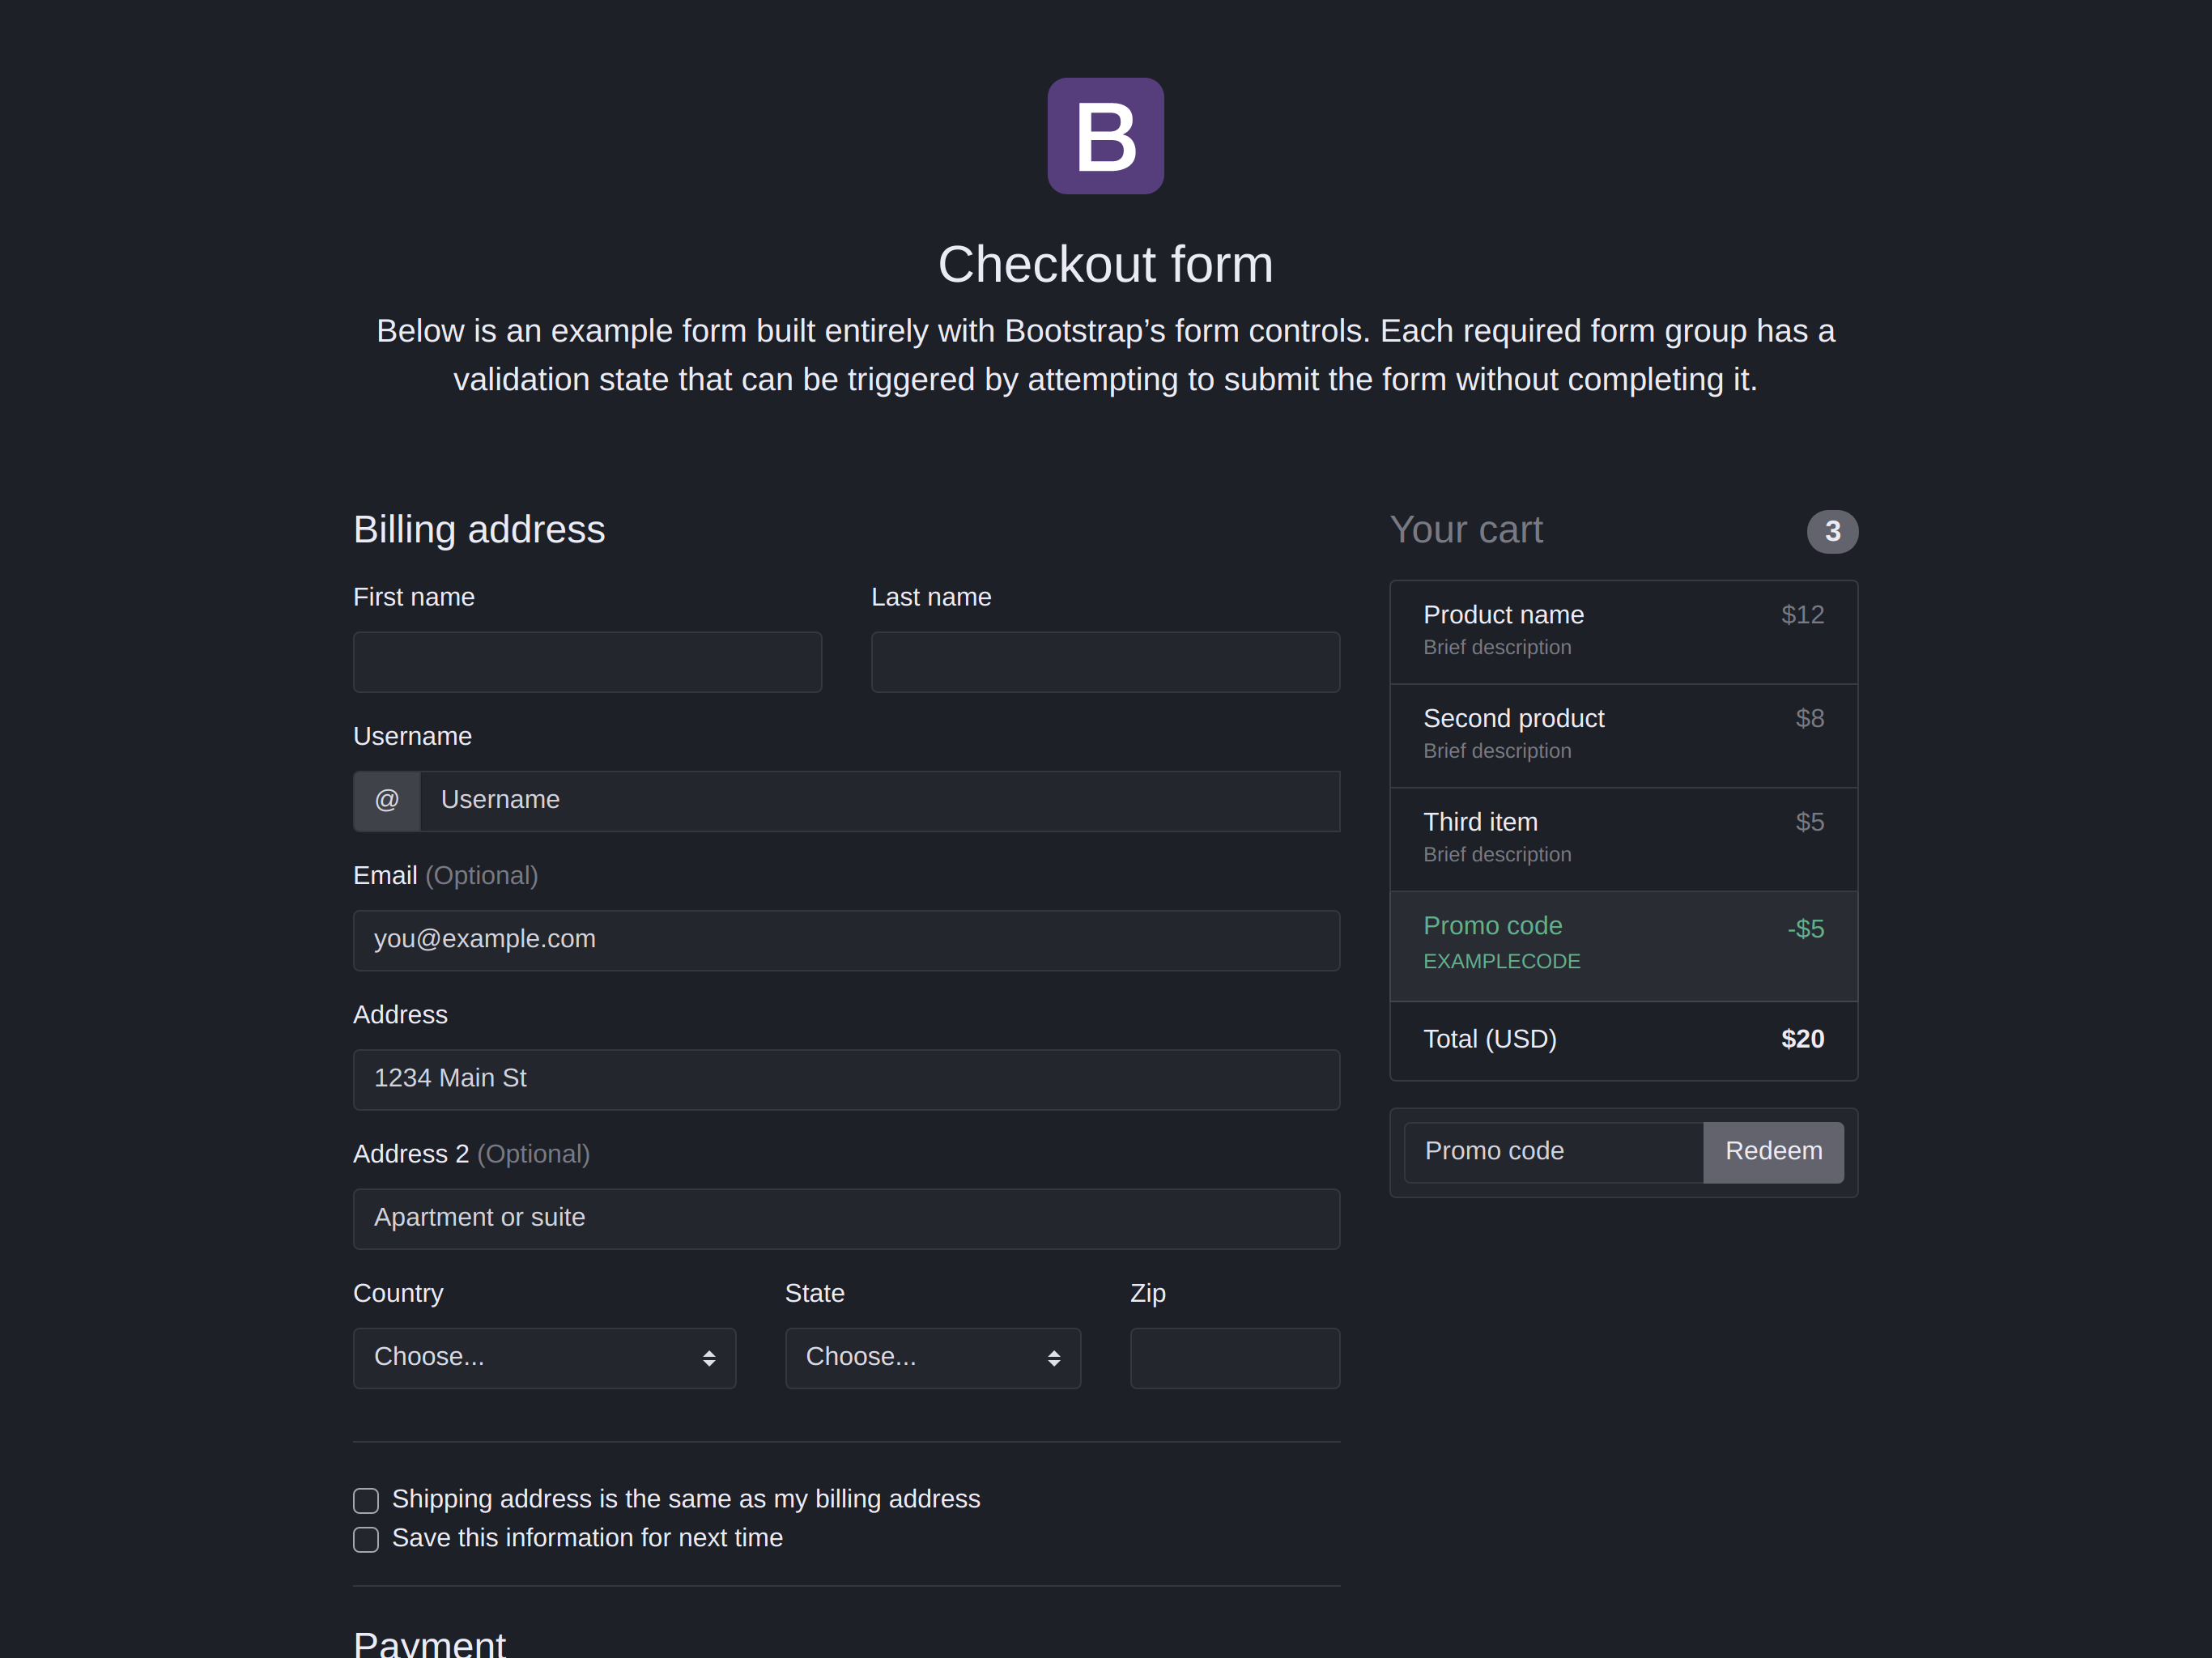 B
Checkout form
Below is an example form built entirely with Bootstrap’s form controls. Each required form group has a
validation state that can be triggered by attempting to submit the form without completing it.
Billing address
First name
Last name
Username
@
Username
Email (Optional)
you@example.com
Address
1234 Main St
Address 2 (Optional)
Apartment or suite
Country
State
Zip
Choose...
Choose...
Shipping address is the same as my billing address
Save this information for next time
Payment
Your cart
3
Product name
$12
Brief description
Second product
$8
Brief description
Third item
$5
Brief description
Promo code
-$5
EXAMPLECODE
Total (USD)
$20
Promo code
Redeem